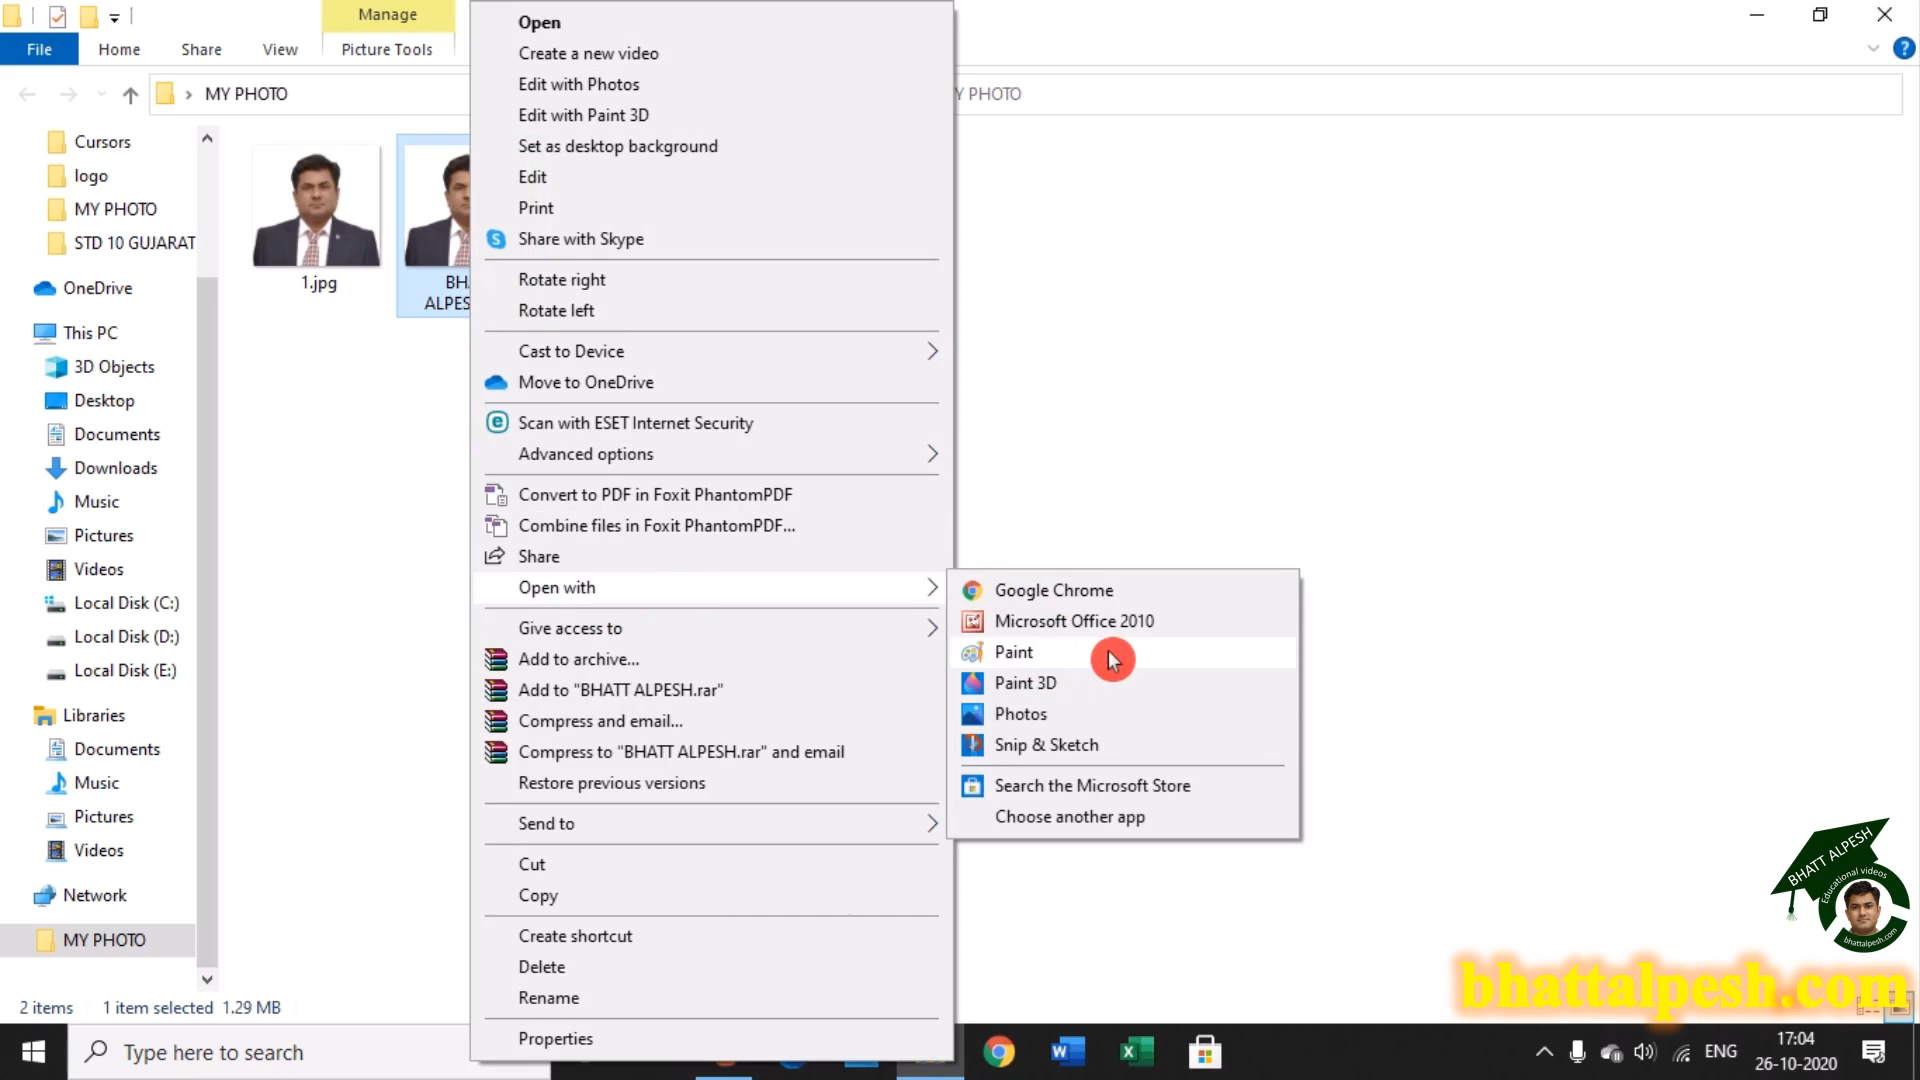 Manage
File
Home
Share
View
Picture Tools
MY PHOTO
Y PHOTO
Cursors
logo
MY PHOTO
STD 10 GUJARAT
OneDrive
This PC
3D Objects
Desktop
Documents
Downloads
Music
Pictures
Videos
Local Disk (C:)
Local Disk (D:)
Local Disk (E:)
Libraries
Documents
Music
Pictures
Videos
Network
MY PHOTO
1.jpg
BH
ALPES
Open
Create a new video
Edit with Photos
Edit with Paint 3D
Set as desktop background
Edit
Print
Share with Skype
Rotate right
Rotate left
Cast to Device
Move to OneDrive
Scan with ESET Internet Security
Advanced options
Convert to PDF in Foxit PhantomPDF
Combine files in Foxit PhantomPDF...
Share
Open with
Give access to
Add to archive...
Add to "BHATT ALPESH.rar"
Compress and email...
Compress to "BHATT ALPESH.rar" and email
Restore previous versions
Send to
Cut
Copy
Create shortcut
Delete
Rename
Properties
Google Chrome
Microsoft Office 2010
Paint
Paint 3D
Photos
Snip & Sketch
Search the Microsoft Store
Choose another app
BHATT ALPESH
Educational videos
bhattalpesh.com
bhattalpesh.com
2 items
1 item selected 1.29 MB
Type here to search
ENG
17:04
26-10-2020